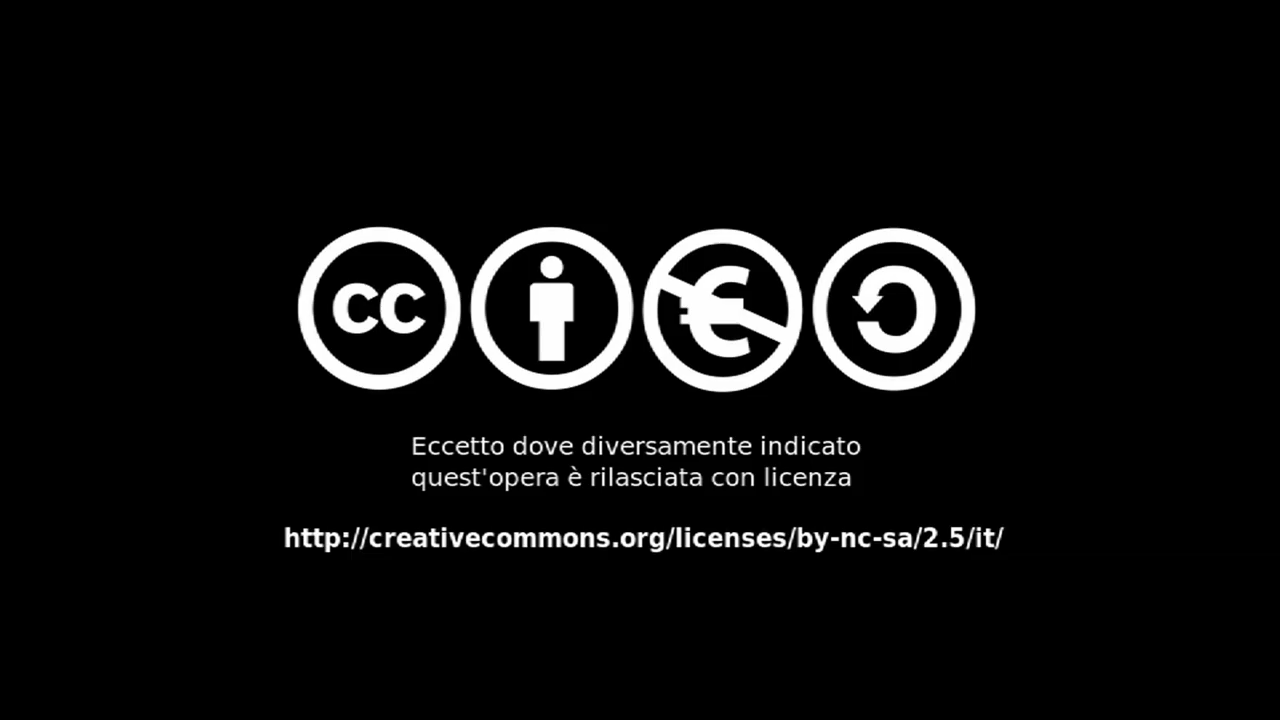 cc
Eccetto dove diversamente indicato
quest'opera è rilasciata con licenza
http://creativecommons.org/licenses/by-nc-sa/2.5/it/